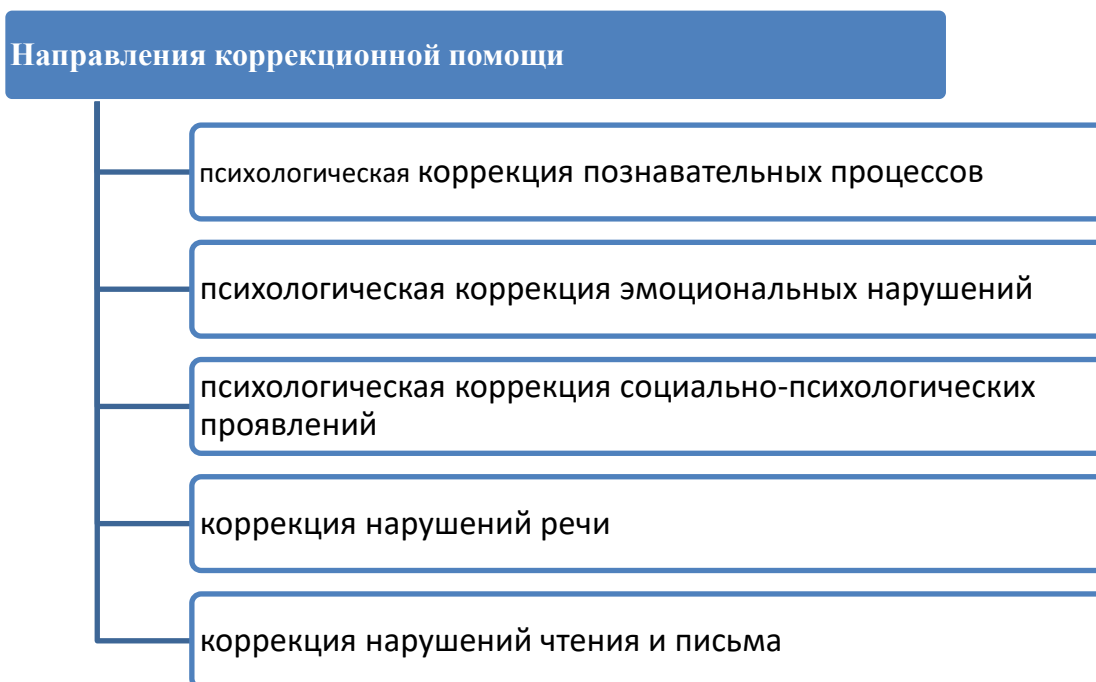 Направления коррекционной помощи
психологическая коррекция познавательных процессов
психологическая коррекция эмоциональных нарушений
психологическая коррекция социально-психологических
проявлений
коррекция нарушений речи
коррекция нарушений чтения и письма